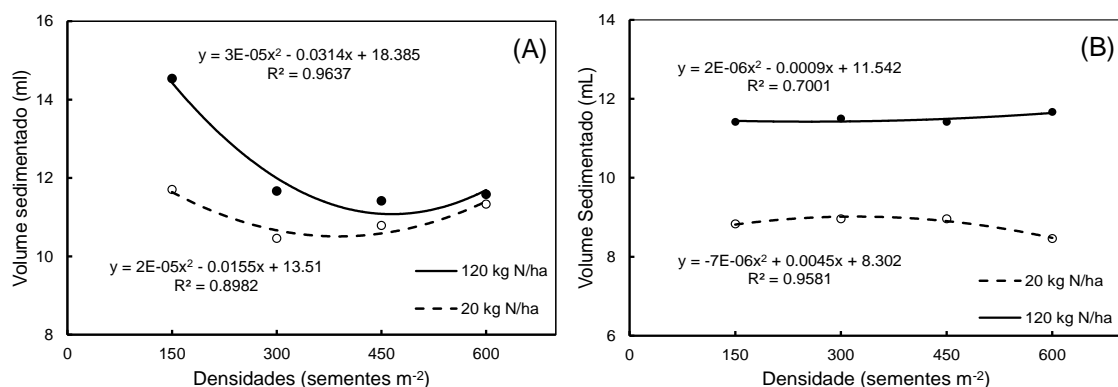 (A)
Volume sedimentado (ml)
16
14
12
10
8
y = 3E-05x² - 0.0314x + 18.385
R² = 0.9637
y = 2E-05x² - 0.0155x + 13.51
R² = 0.8982
120 kg N/ha
20 kg N/ha
0 150 300 450 600
Densidades (sementes m⁻²)
(B)
Volume Sedimentado (mL)
14
12
10
8
6
y = 2E-06x² - 0.0009x + 11.542
R² = 0.7001
y = -7E-06x² + 0.0045x + 8.302
R² = 0.9581
20 kg N/ha
120 kg N/ha
0 150 300 450 600
Densidade (sementes m⁻²)